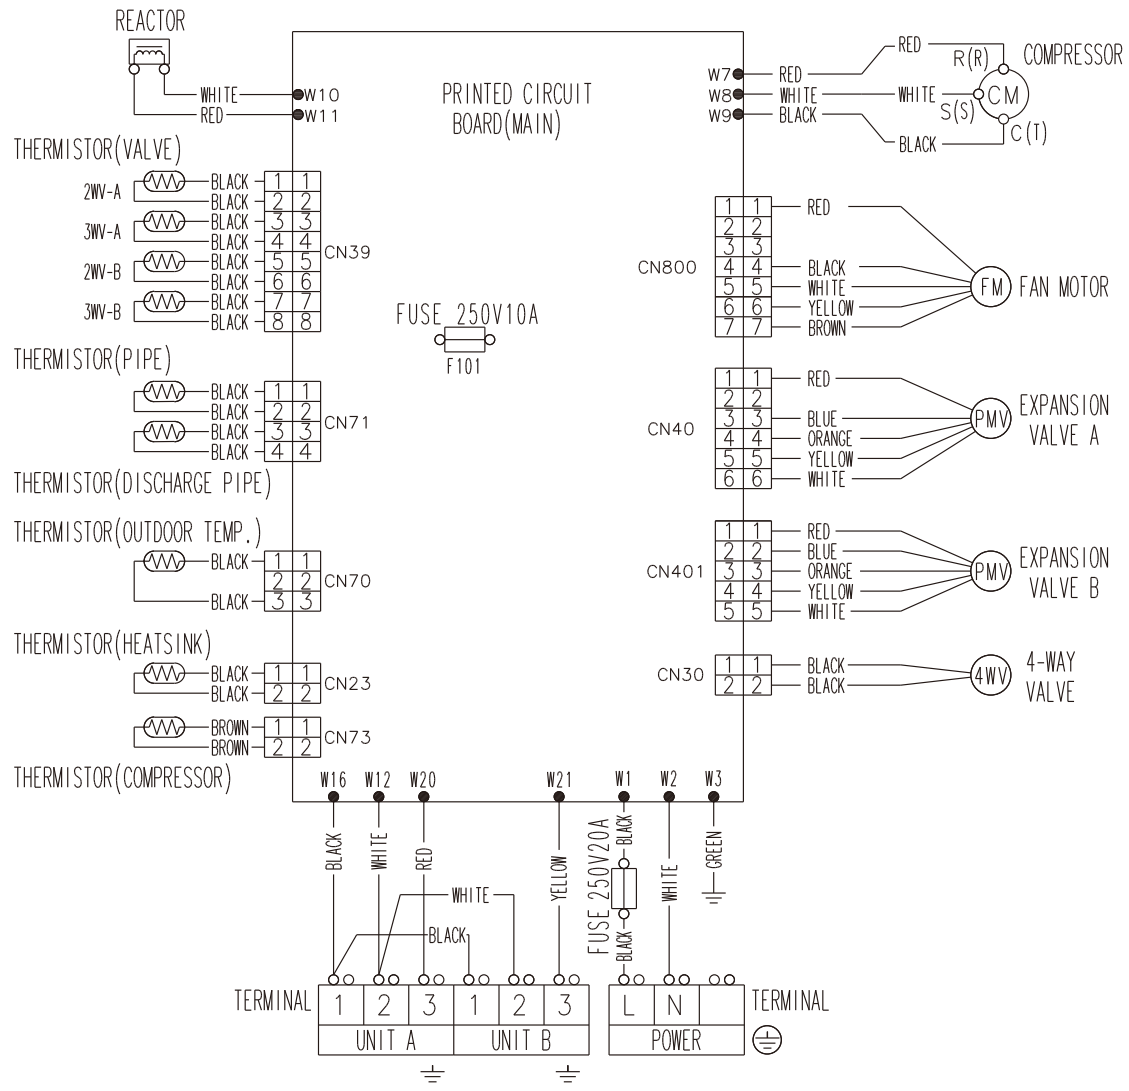 REACTOR
WHITE W10
RED W11
PRINTED CIRCUIT
BOARD(MAIN)
W7 RED RED R(R) COMPRESSOR
W8 WHITE WHITE S(S) CM
W9 BLACK BLACK C(T)
THERMISTOR(VALVE)
2WV-A BLACK 1 1
BLACK 2 2
3WV-A BLACK 3 3
BLACK 4 4
CN39
2WV-B BLACK 5 5
BLACK 6 6
3WV-B BLACK 7 7
BLACK 8 8
THERMISTOR(PIPE)
BLACK 1 1
BLACK 2 2
CN71
BLACK 3 3
BLACK 4 4
THERMISTOR(DISCHARGE PIPE)
THERMISTOR(OUTDOOR TEMP.)
BLACK 1 1
2 2 CN70
BLACK 3 3
THERMISTOR(HEATSINK)
BLACK 1 1
CN23
BLACK 2 2
BROWN 1 1
CN73
BROWN 2 2
THERMISTOR(COMPRESSOR)
FUSE 250V10A
F101
1 1 RED
2 2
3 3
CN800
4 4 BLACK
5 5 WHITE
FM FAN MOTOR
6 6 YELLOW
7 7 BROWN
1 1 RED
2 2
3 3 BLUE
CN40
4 4 ORANGE
5 5 YELLOW
6 6 WHITE
PMV
EXPANSION
VALVE A
1 1 RED
2 2 BLUE
CN401
3 3 ORANGE
4 4 YELLOW
5 5 WHITE
PMV
EXPANSION
VALVE B
CN30
1 1 BLACK
2 2 BLACK
4WV
4-WAY
VALVE
W16 W12 W20 W21 W1 W2 W3
BLACK WHITE RED YELLOW BLACK WHITE GREEN
FUSE 250V20A
WHITE
BLACK
BLACK
TERMINAL 1 2 3 1 2 3 L N TERMINAL
UNIT A UNIT B POWER